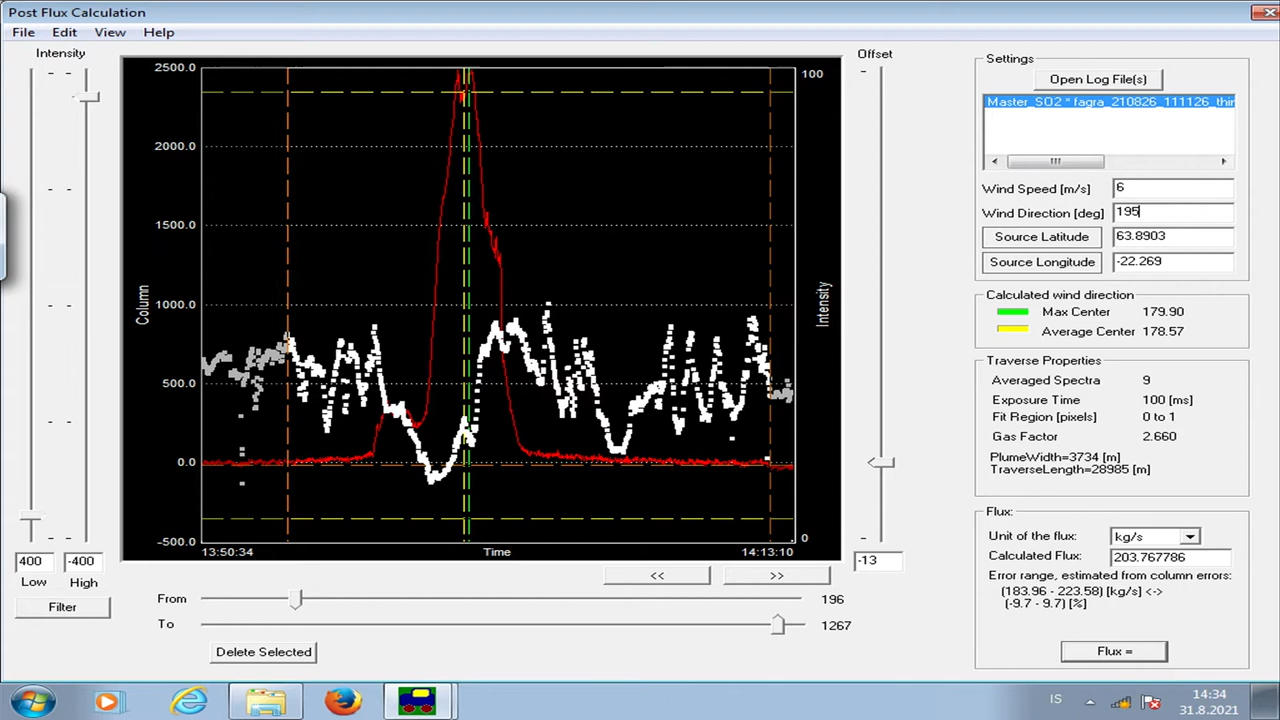 Post Flux Calculation
File Edit View Help
Intensity
400 -400
Low High
Filter
2500.0
2000.0
1500.0
1000.0
500.0
0.0
-500.0
Column
100
Intensity
0
13:50:34 Time 14:13:10
<< >>
From 196
To 1267
Delete Selected
Offset
-13
Settings
Open Log File(s)
Master_SO2 * fagra_210826_111126_thin
Wind Speed [m/s] 6
Wind Direction [deg] 195
Source Latitude 63.8903
Source Longitude -22.269
Calculated wind direction
Max Center 179.90
Average Center 178.57
Traverse Properties
Averaged Spectra 9
Exposure Time 100 [ms]
Fit Region [pixels] 0 to 1
Gas Factor 2.660
PlumeWidth=3734 [m]
TraverseLength=28985 [m]
Flux:
Unit of the flux: kg/s
Calculated Flux: 203.767786
Error range, estimated from column errors:
(183.96 - 223.58) [kg/s] <->
(-9.7 - 9.7) [%]
Flux =
IS 14:34
31.8.2021